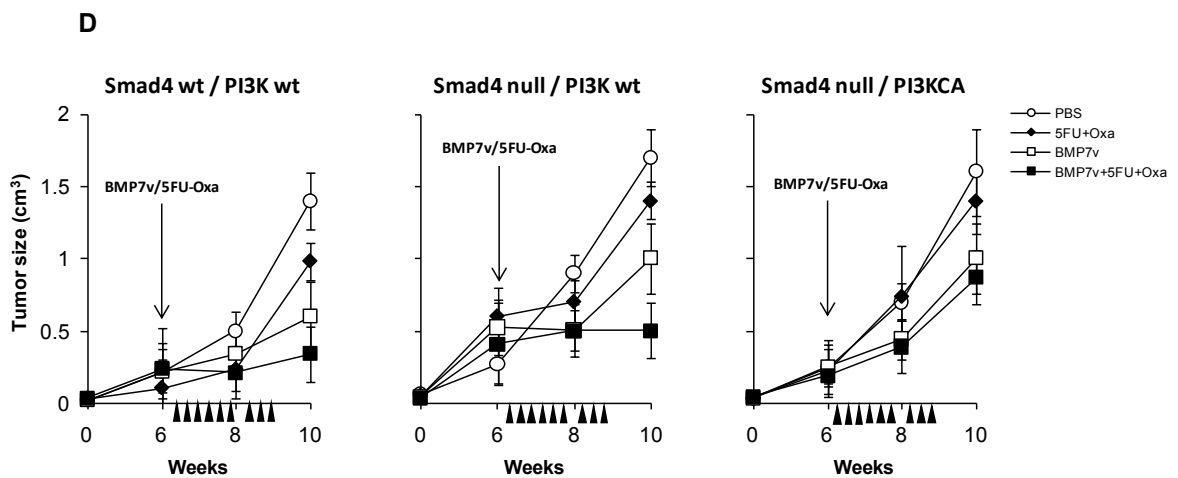 D
Smad4 wt / PI3K wt
Smad4 null / PI3K wt
Smad4 null / PI3KCA
PBS
5FU+Oxa
BMP7v
BMP7v+5FU+Oxa
Tumor size (cm³)
2
1.5
1
0.5
0
BMP7v/5FU-Oxa
BMP7v/5FU-Oxa
BMP7v/5FU-Oxa
0 6 8 10
0 6 8 10
0 6 8 10
Weeks
Weeks
Weeks